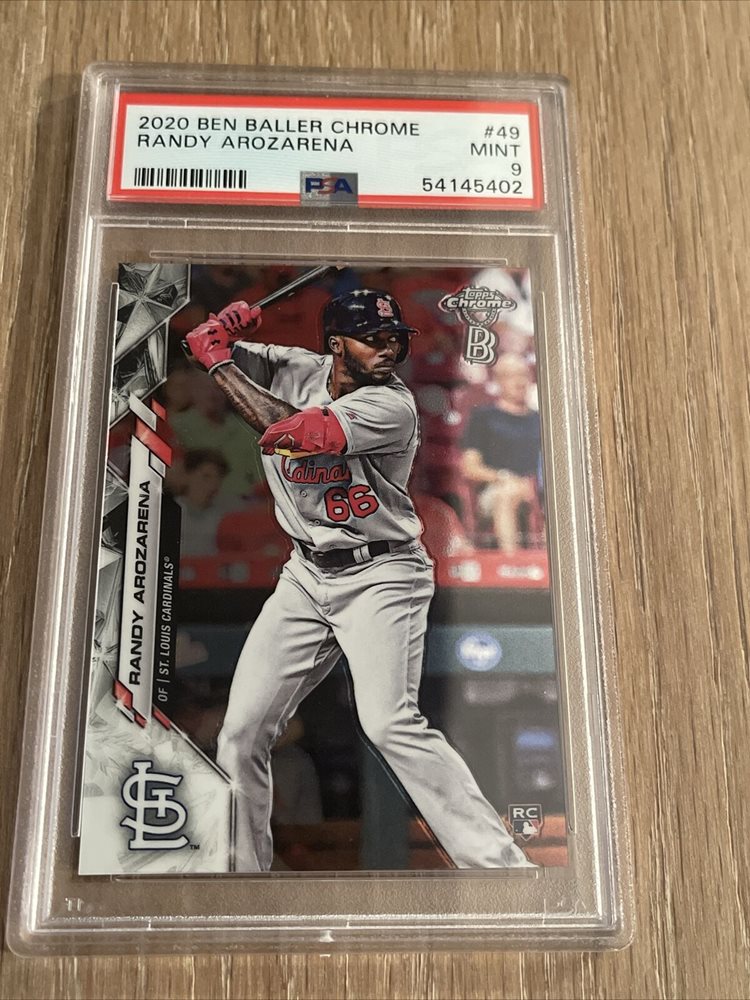 2020 BEN BALLER CHROME #49
RANDY AROZARENA MINT
9
PSA 54145402
Topps
Chrome
B
Cardinals
66
RANDY AROZARENA
OF | ST. LOUIS CARDINALS®
STL
TM
RC